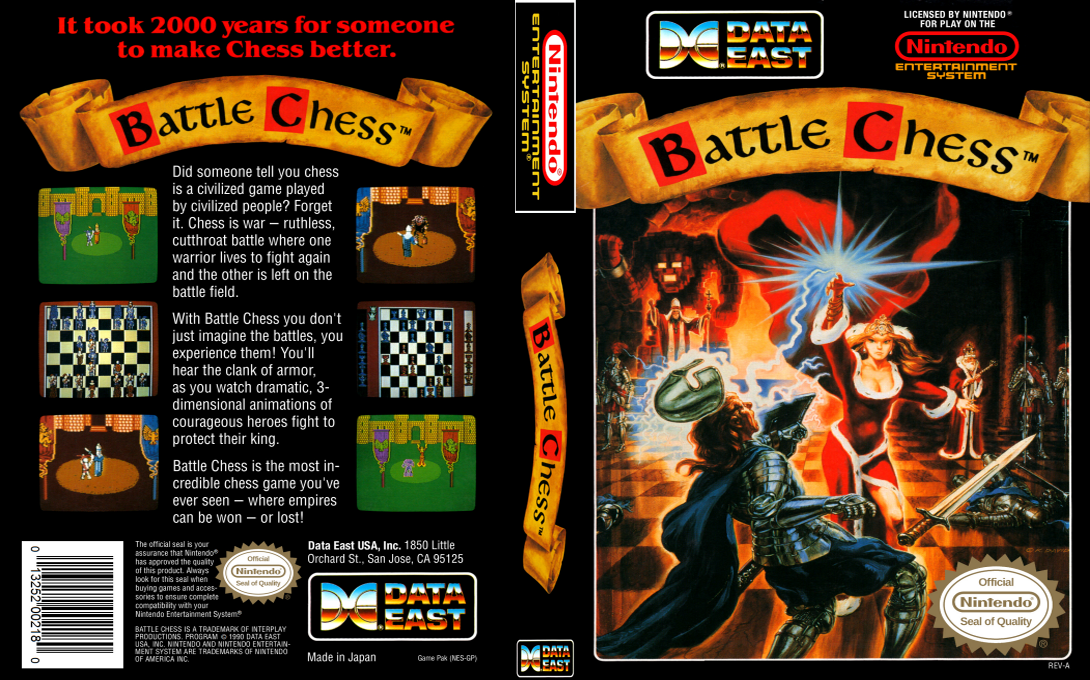 It took 2000 years for someone
to make Chess better.
Battle Chess™
Did someone tell you chess
is a civilized game played
by civilized people? Forget
it. Chess is war – ruthless,
cutthroat battle where one
warrior lives to fight again
and the other is left on the
battle field.
With Battle Chess you don't
just imagine the battles, you
experience them! You'll
hear the clank of armor,
as you watch dramatic, 3-
dimensional animations of
courageous heroes fight to
protect their king.
Battle Chess is the most in-
credible chess game you've
ever seen – where empires
can be won – or lost!
0 13252 00218 0
The official seal is your
assurance that Nintendo®
has approved the quality
of this product. Always
look for this seal when
buying games and acces-
sories to ensure complete
compatibility with your
Nintendo Entertainment System®
Official
Nintendo®
Seal of Quality
BATTLE CHESS IS A TRADEMARK OF INTERPLAY
PRODUCTIONS. PROGRAM © 1990 DATA EAST
USA, INC. NINTENDO AND NINTENDO ENTERTAIN-
MENT SYSTEM ARE TRADEMARKS OF NINTENDO
OF AMERICA INC.
Data East USA, Inc. 1850 Little
Orchard St., San Jose, CA 95125
DATA
EAST
Made in Japan
Game Pak (NES-GP)
Nintendo®
ENTERTAINMENT
SYSTEM®
Battle Chess™
DATA
EAST
DATA
EAST
LICENSED BY NINTENDO®
FOR PLAY ON THE
Nintendo
ENTERTAINMENT
SYSTEM
Battle Chess™
Official
Nintendo®
Seal of Quality
REV-A